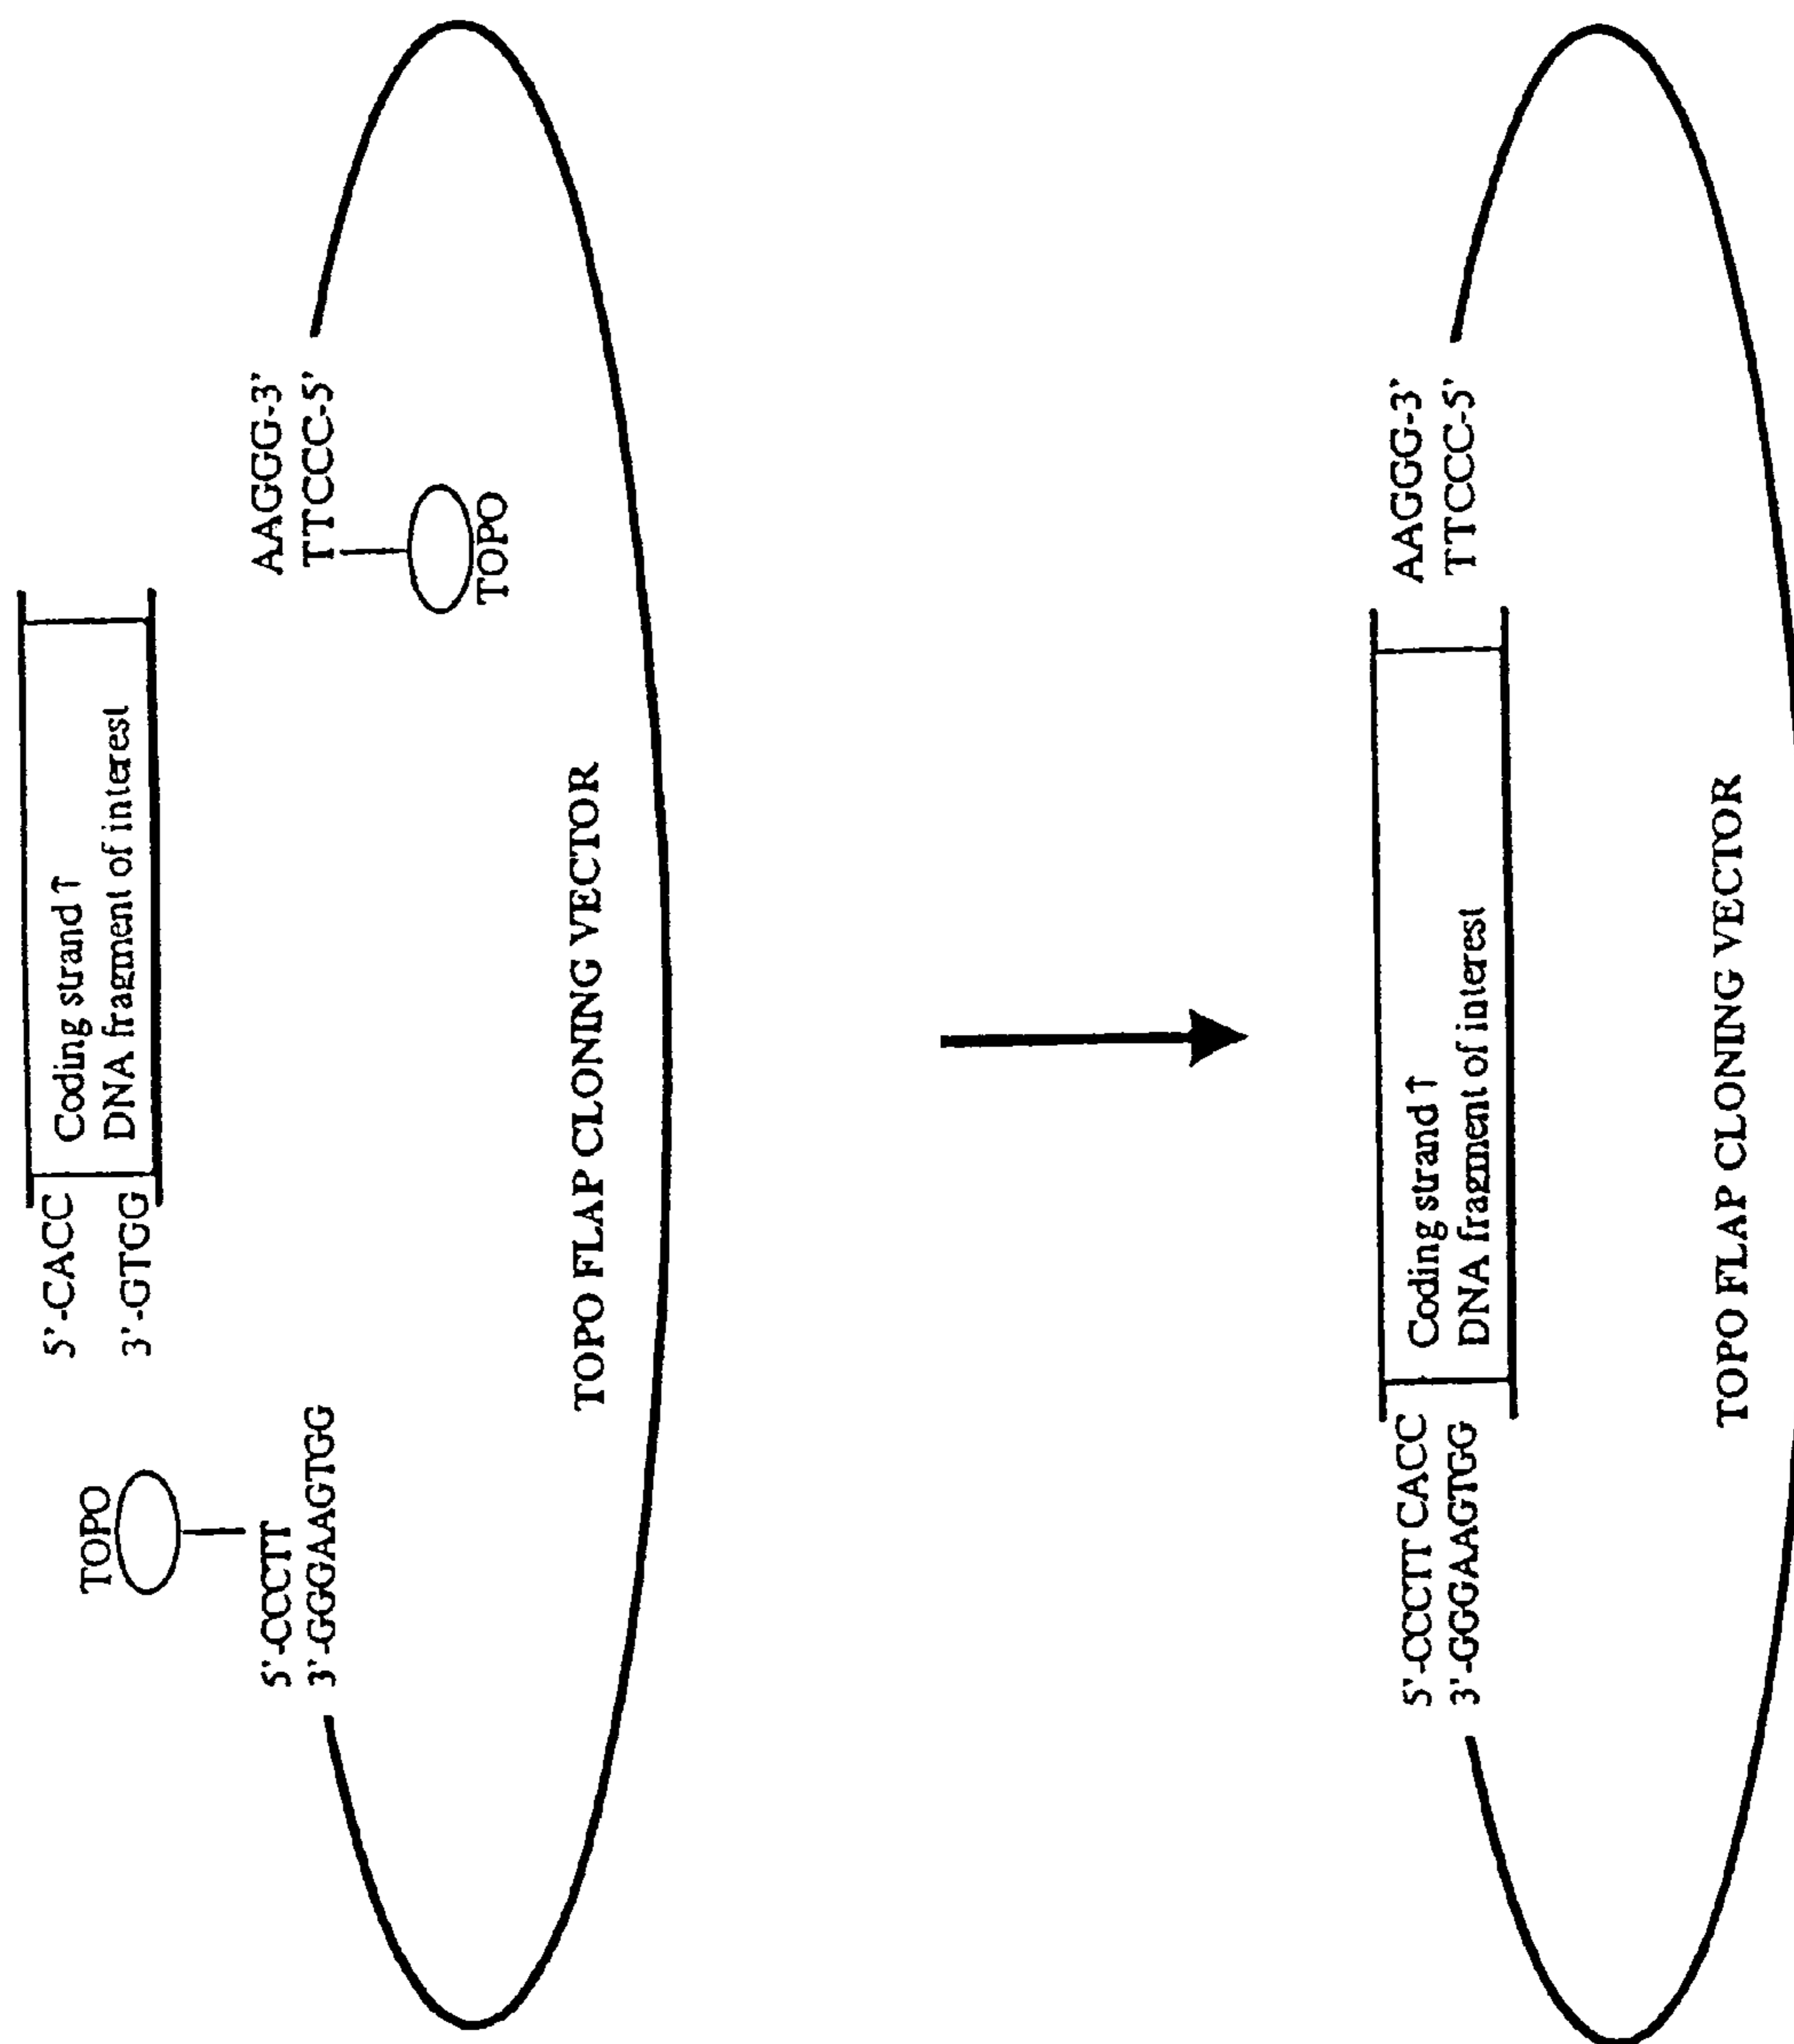 5'-CACC
3'-GTGG
Coding strand ↑
DNA fragment of interest
TOPO
5'-CCCTT
3'-GGGAAGTGG
AAGGG-3'
TTCCC-5'
TOPO
TOPO FLAP CLONING VECTOR
5'-CCCTT CACC
3'-GGGAAGTGG
Coding strand ↑
DNA fragment of interest
AAGGG-3'
TTCCC-5'
TOPO FLAP CLONING VECTOR